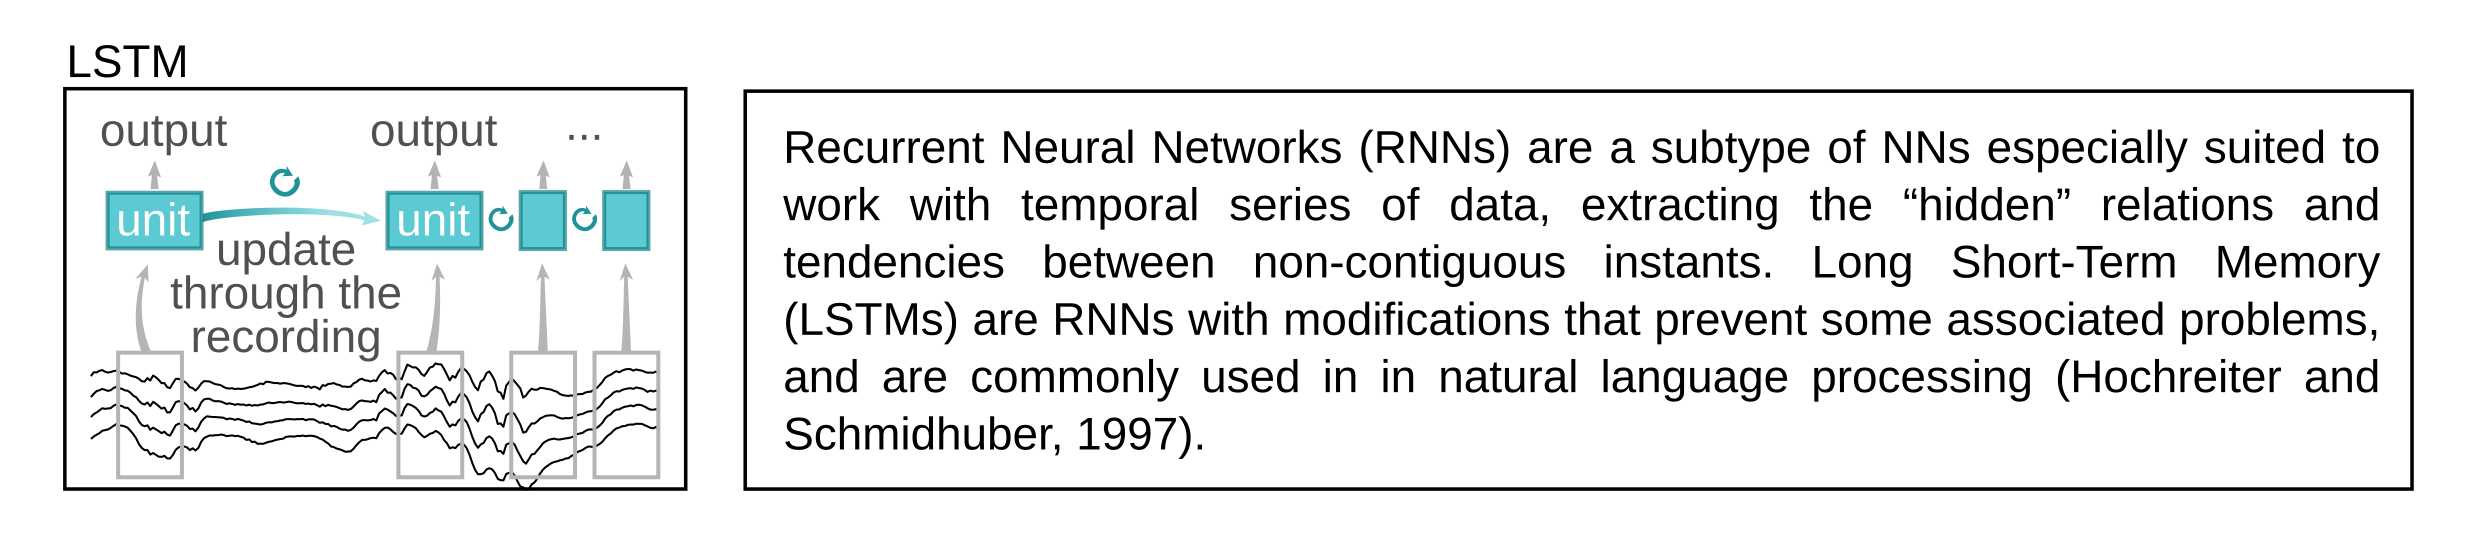 LSTM
output output ...
unit unit
update
through the
recording
Recurrent Neural Networks (RNNs) are a subtype of NNs especially suited to
work with temporal series of data, extracting the “hidden” relations and
tendencies between non-contiguous instants. Long Short-Term Memory
(LSTMs) are RNNs with modifications that prevent some associated problems,
and are commonly used in in natural language processing (Hochreiter and
Schmidhuber, 1997).